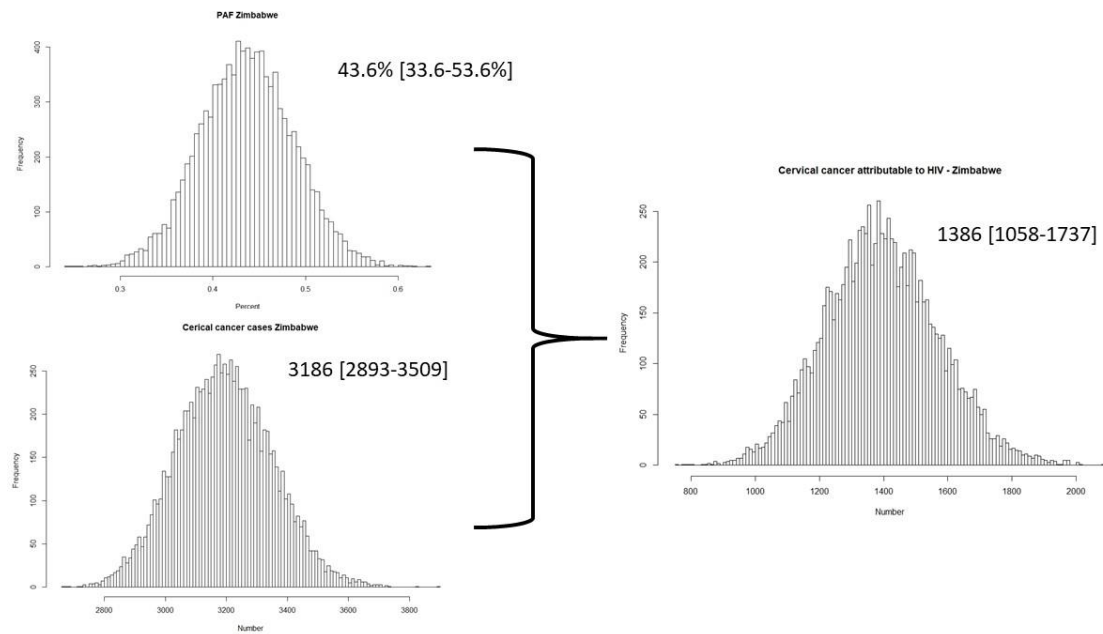 PAF Zimbabwe
43.6% [33.6-53.6%]
Frequency
400
300
200
100
0
0.3 0.4 0.5 0.6
Percent
Cerical cancer cases Zimbabwe
3186 [2893-3509]
Frequency
250
200
150
100
50
0
2800 3000 3200 3400 3600 3800
Number
Cervical cancer attributable to HIV - Zimbabwe
1386 [1058-1737]
Frequency
250
200
150
100
50
0
800 1000 1200 1400 1600 1800 2000
Number